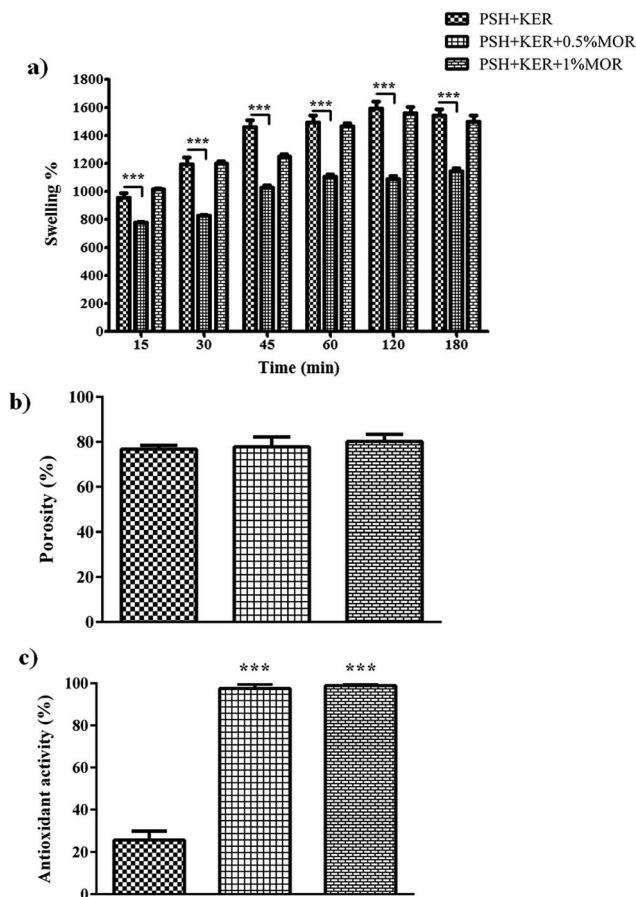 PSH+KER
PSH+KER+0.5%MOR
PSH+KER+1%MOR
a)
Swelling %
1800
1600
1400
1200
1000
800
600
400
200
0
*** *** *** *** *** ***
15 30 45 60 120 180
Time (min)
b)
Porosity (%)
100
80
60
40
20
0
c)
Antioxidant activity (%)
*** ***
100
80
60
40
20
0